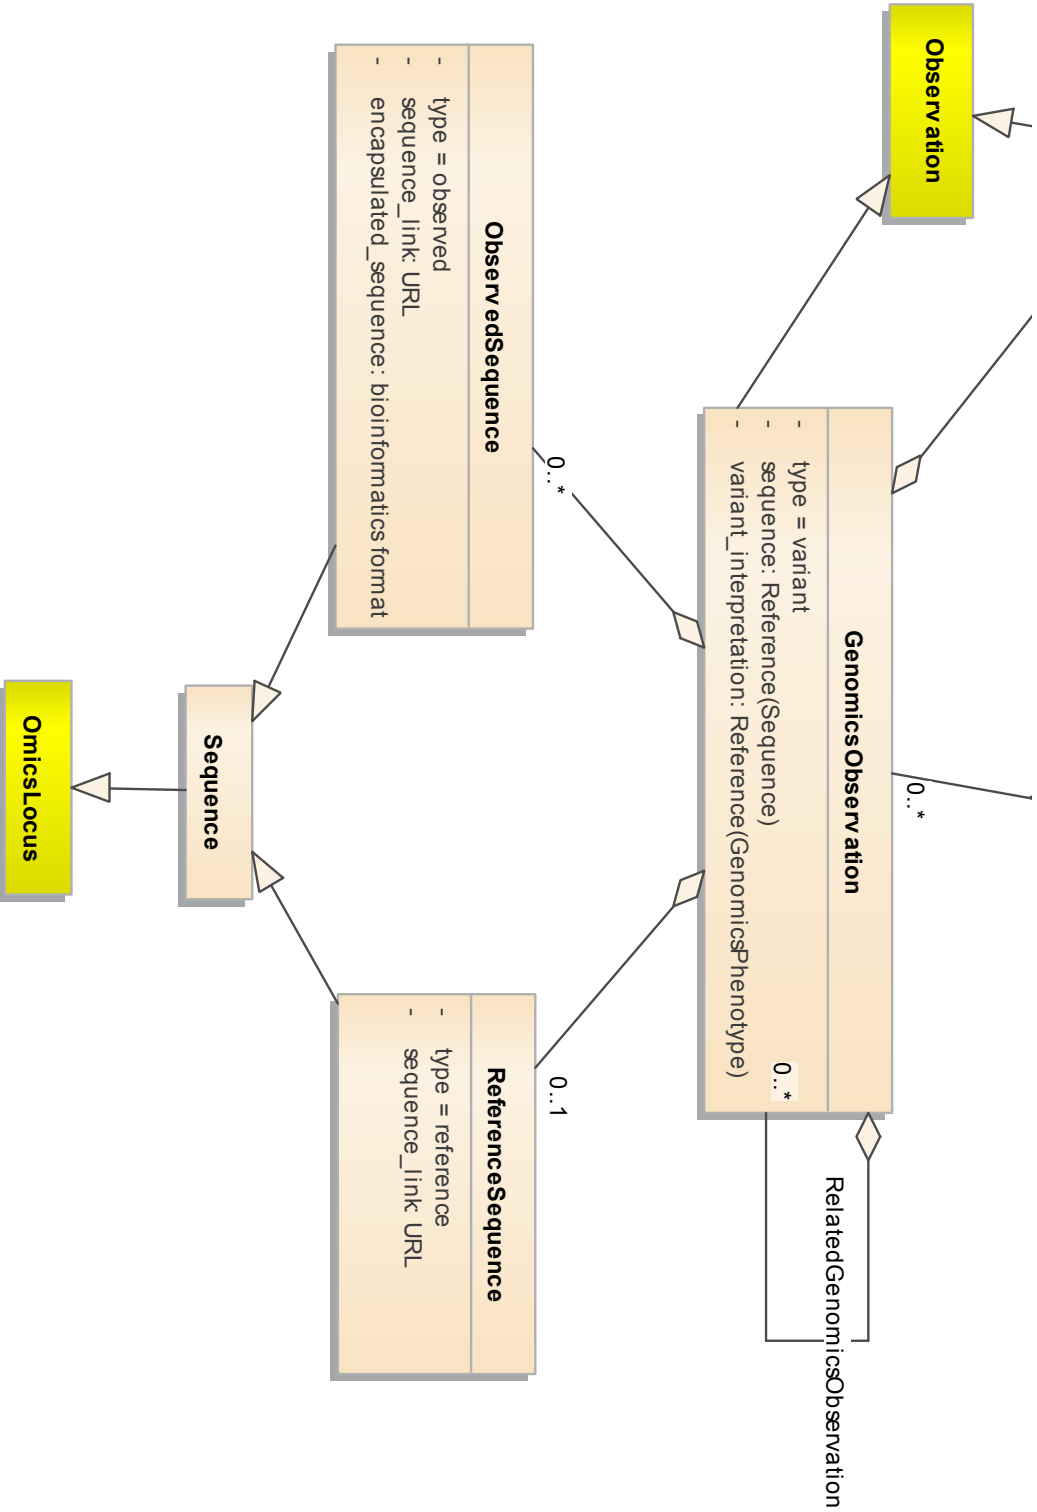 Observation
GenomicsObservation
- type = variant
- sequence: Reference(Sequence)
- variant_interpretation: Reference(GenomicsPhenotype)
0..*
0..*
RelatedGenomicsObservation
0..*
0..1
ObservedSequence
- type = observed
- sequence_link: URL
- encapsulated_sequence: bioinformatics format
ReferenceSequence
- type = reference
- sequence_link: URL
Sequence
OmicsLocus